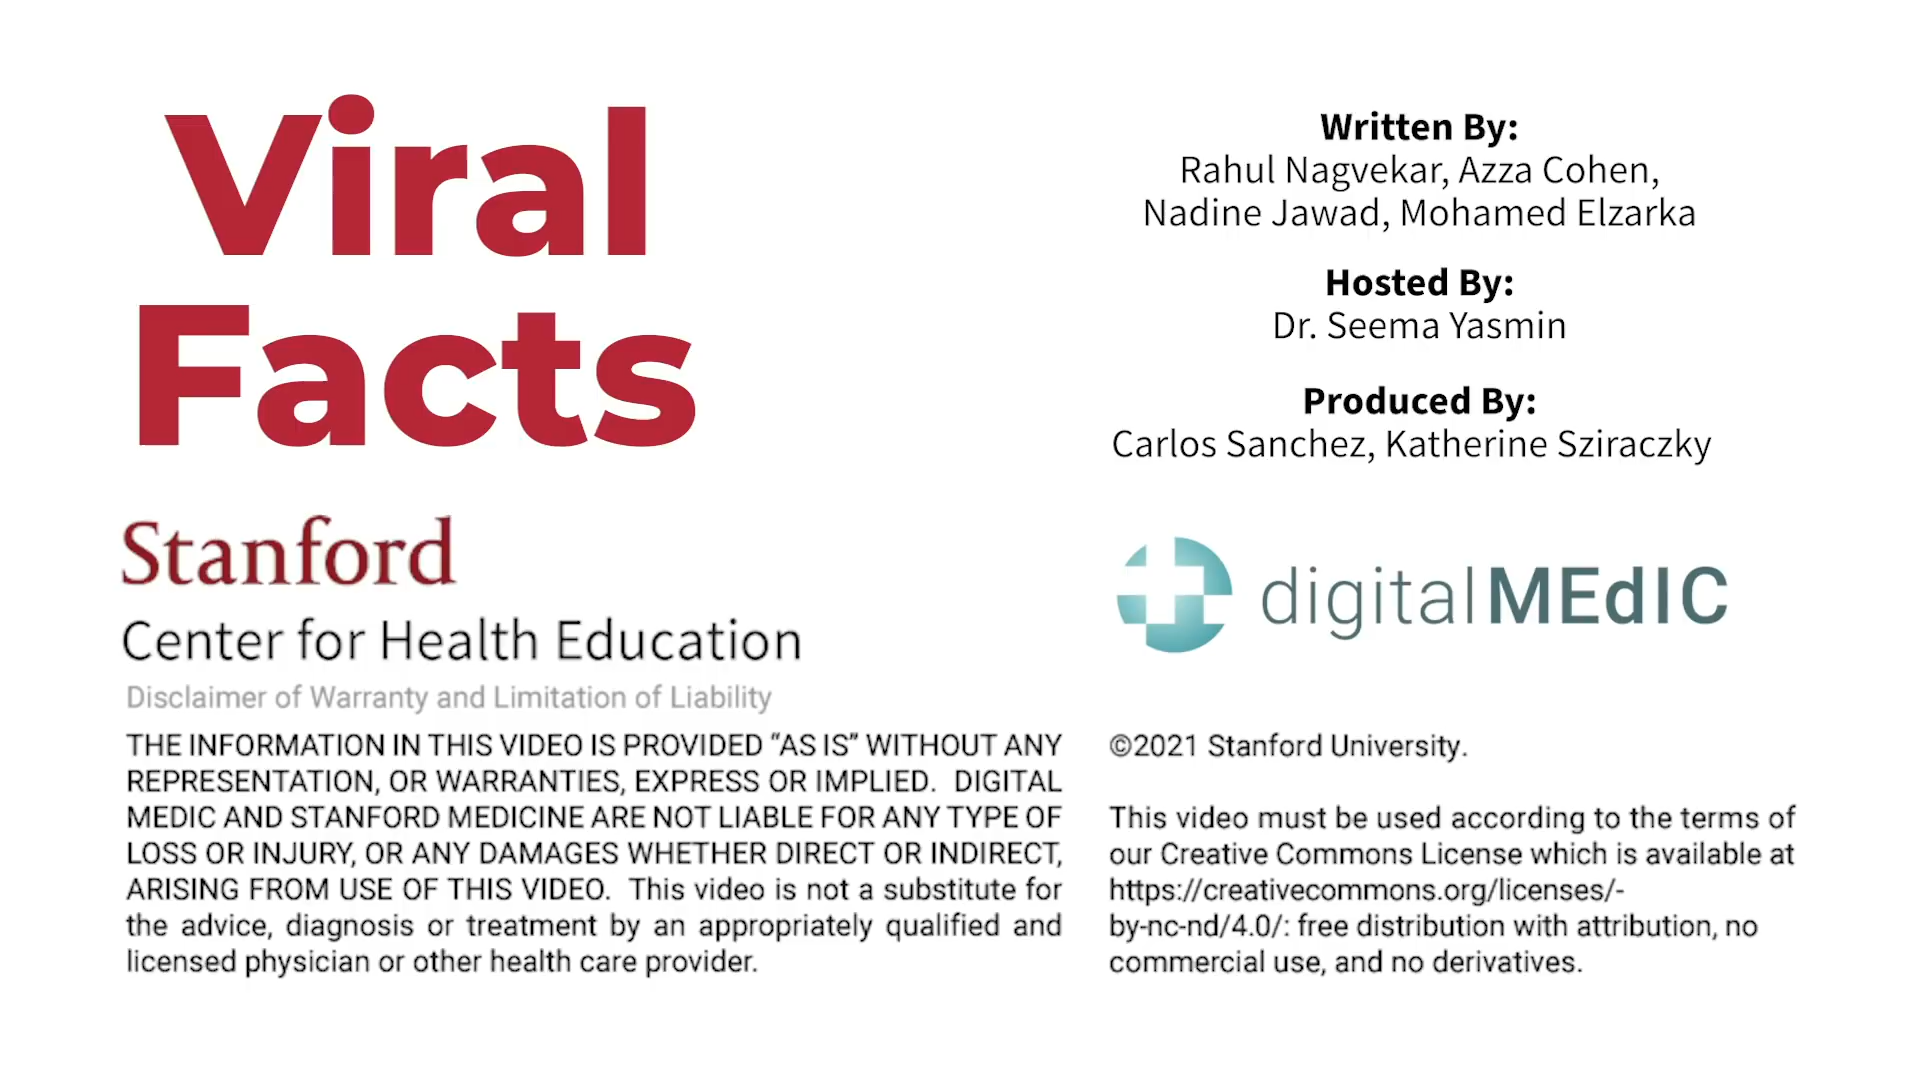 Viral
Facts
Written By:
Rahul Nagvekar, Azza Cohen,
Nadine Jawad, Mohamed Elzarka
Hosted By:
Dr. Seema Yasmin
Produced By:
Carlos Sanchez, Katherine Sziraczky
Stanford
Center for Health Education
digitalMEdIC
Disclaimer of Warranty and Limitation of Liability
THE INFORMATION IN THIS VIDEO IS PROVIDED “AS IS” WITHOUT ANY
REPRESENTATION, OR WARRANTIES, EXPRESS OR IMPLIED. DIGITAL
MEDIC AND STANFORD MEDICINE ARE NOT LIABLE FOR ANY TYPE OF
LOSS OR INJURY, OR ANY DAMAGES WHETHER DIRECT OR INDIRECT,
ARISING FROM USE OF THIS VIDEO. This video is not a substitute for
the advice, diagnosis or treatment by an appropriately qualified and
licensed physician or other health care provider.
©2021 Stanford University.
This video must be used according to the terms of
our Creative Commons License which is available at
https://creativecommons.org/licenses/-
by-nc-nd/4.0/: free distribution with attribution, no
commercial use, and no derivatives.